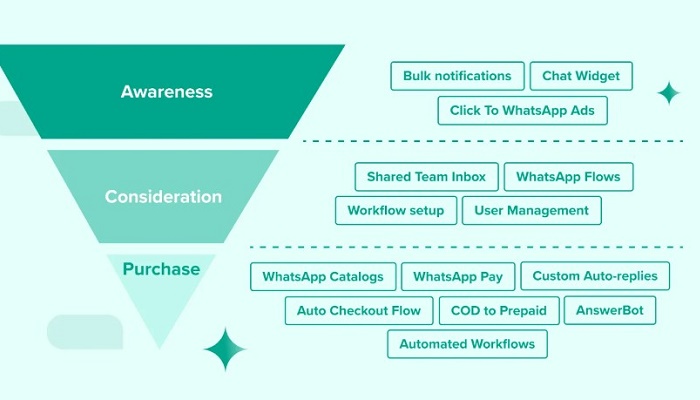 Awareness
Bulk notifications
Chat Widget
Click To WhatsApp Ads
Consideration
Shared Team Inbox
WhatsApp Flows
Workflow setup
User Management
Purchase
WhatsApp Catalogs
WhatsApp Pay
Custom Auto-replies
Auto Checkout Flow
COD to Prepaid
AnswerBot
Automated Workflows